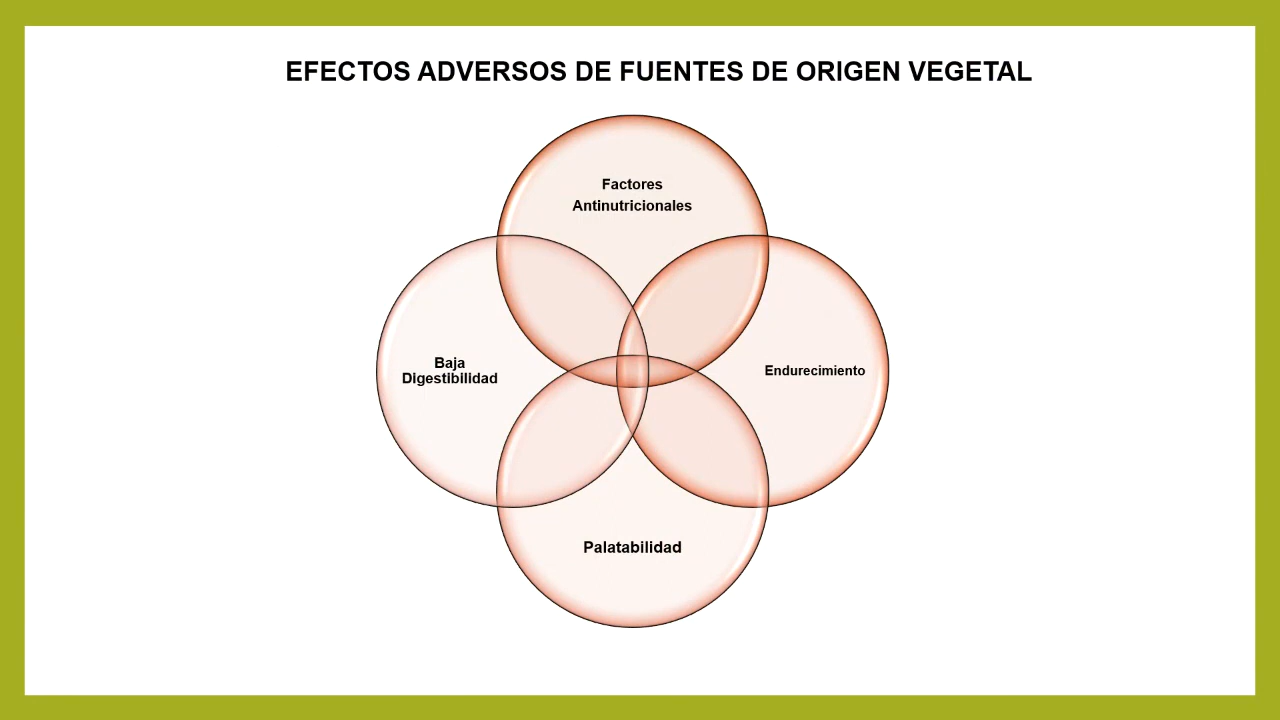 EFECTOS ADVERSOS DE FUENTES DE ORIGEN VEGETAL
Factores
Antinutricionales
Baja
Digestibilidad
Endurecimiento
Palatabilidad